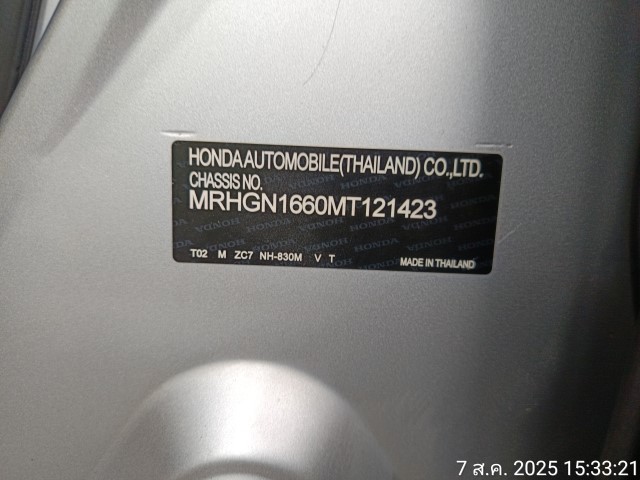 HONDA AUTOMOBILE(THAILAND) CO.,LTD.
CHASSIS NO.
MRHGN1660MT121423
T02 M ZC7 NH-830M V T
MADE IN THAILAND
7 ส.ค. 2025 15:33:21